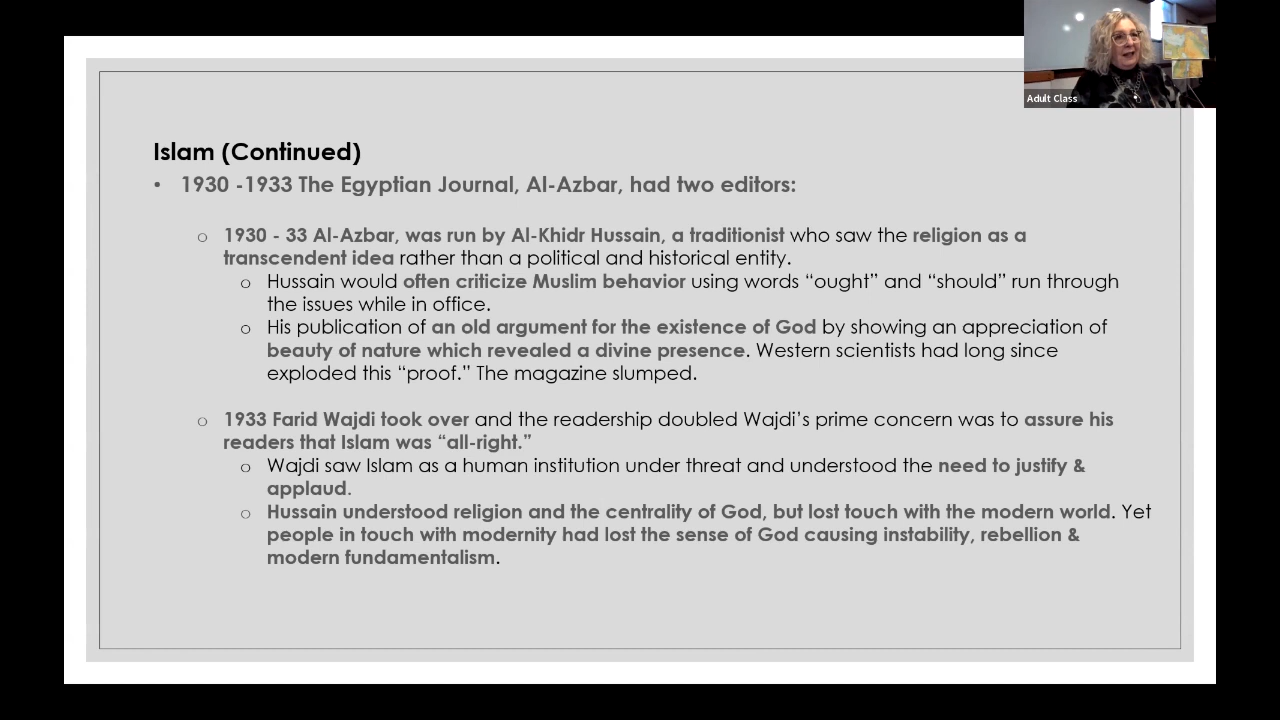 Adult Class
Islam (Continued)
• 1930 -1933 The Egyptian Journal, Al-Azbar, had two editors:
o 1930 - 33 Al-Azbar, was run by Al-Khidr Hussain, a traditionist who saw the religion as a
transcendent idea rather than a political and historical entity.
o Hussain would often criticize Muslim behavior using words “ought” and “should” run through
the issues while in office.
o His publication of an old argument for the existence of God by showing an appreciation of
beauty of nature which revealed a divine presence. Western scientists had long since
exploded this “proof.” The magazine slumped.
o 1933 Farid Wajdi took over and the readership doubled Wajdi’s prime concern was to assure his
readers that Islam was “all-right.”
o Wajdi saw Islam as a human institution under threat and understood the need to justify &
applaud.
o Hussain understood religion and the centrality of God, but lost touch with the modern world. Yet
people in touch with modernity had lost the sense of God causing instability, rebellion &
modern fundamentalism.